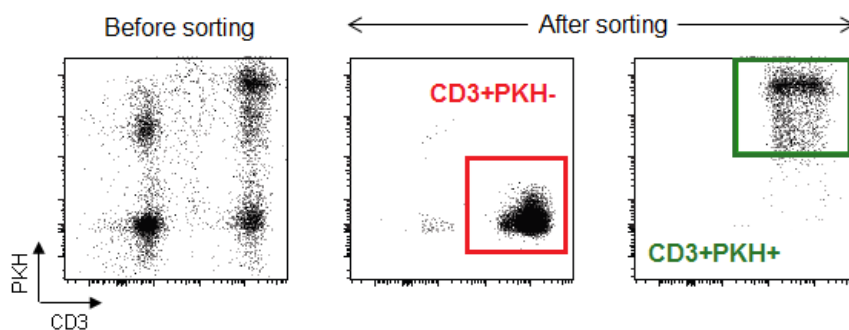 Before sorting
After sorting
CD3+PKH-
CD3+PKH+
PKH
CD3